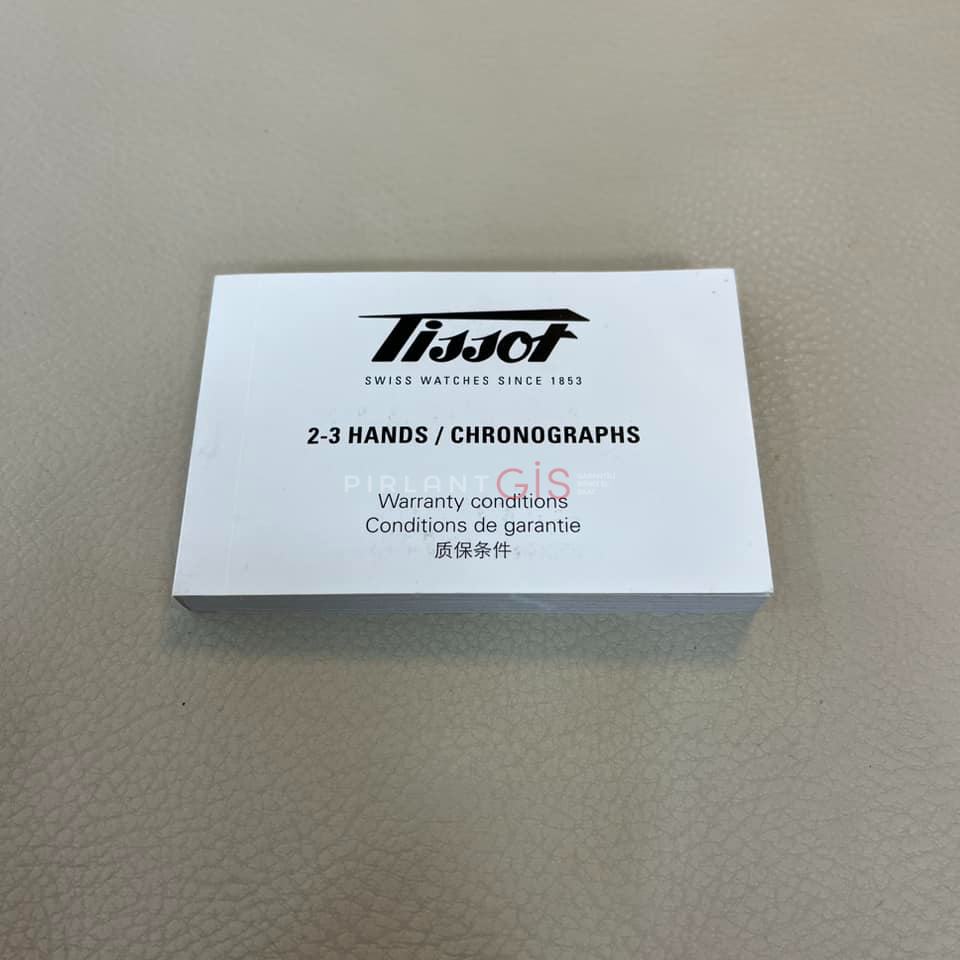 Tissot
SWISS WATCHES SINCE 1853
2-3 HANDS / CHRONOGRAPHS
PIRLANTGİS
Warranty conditions
Conditions de garantie
质保条件